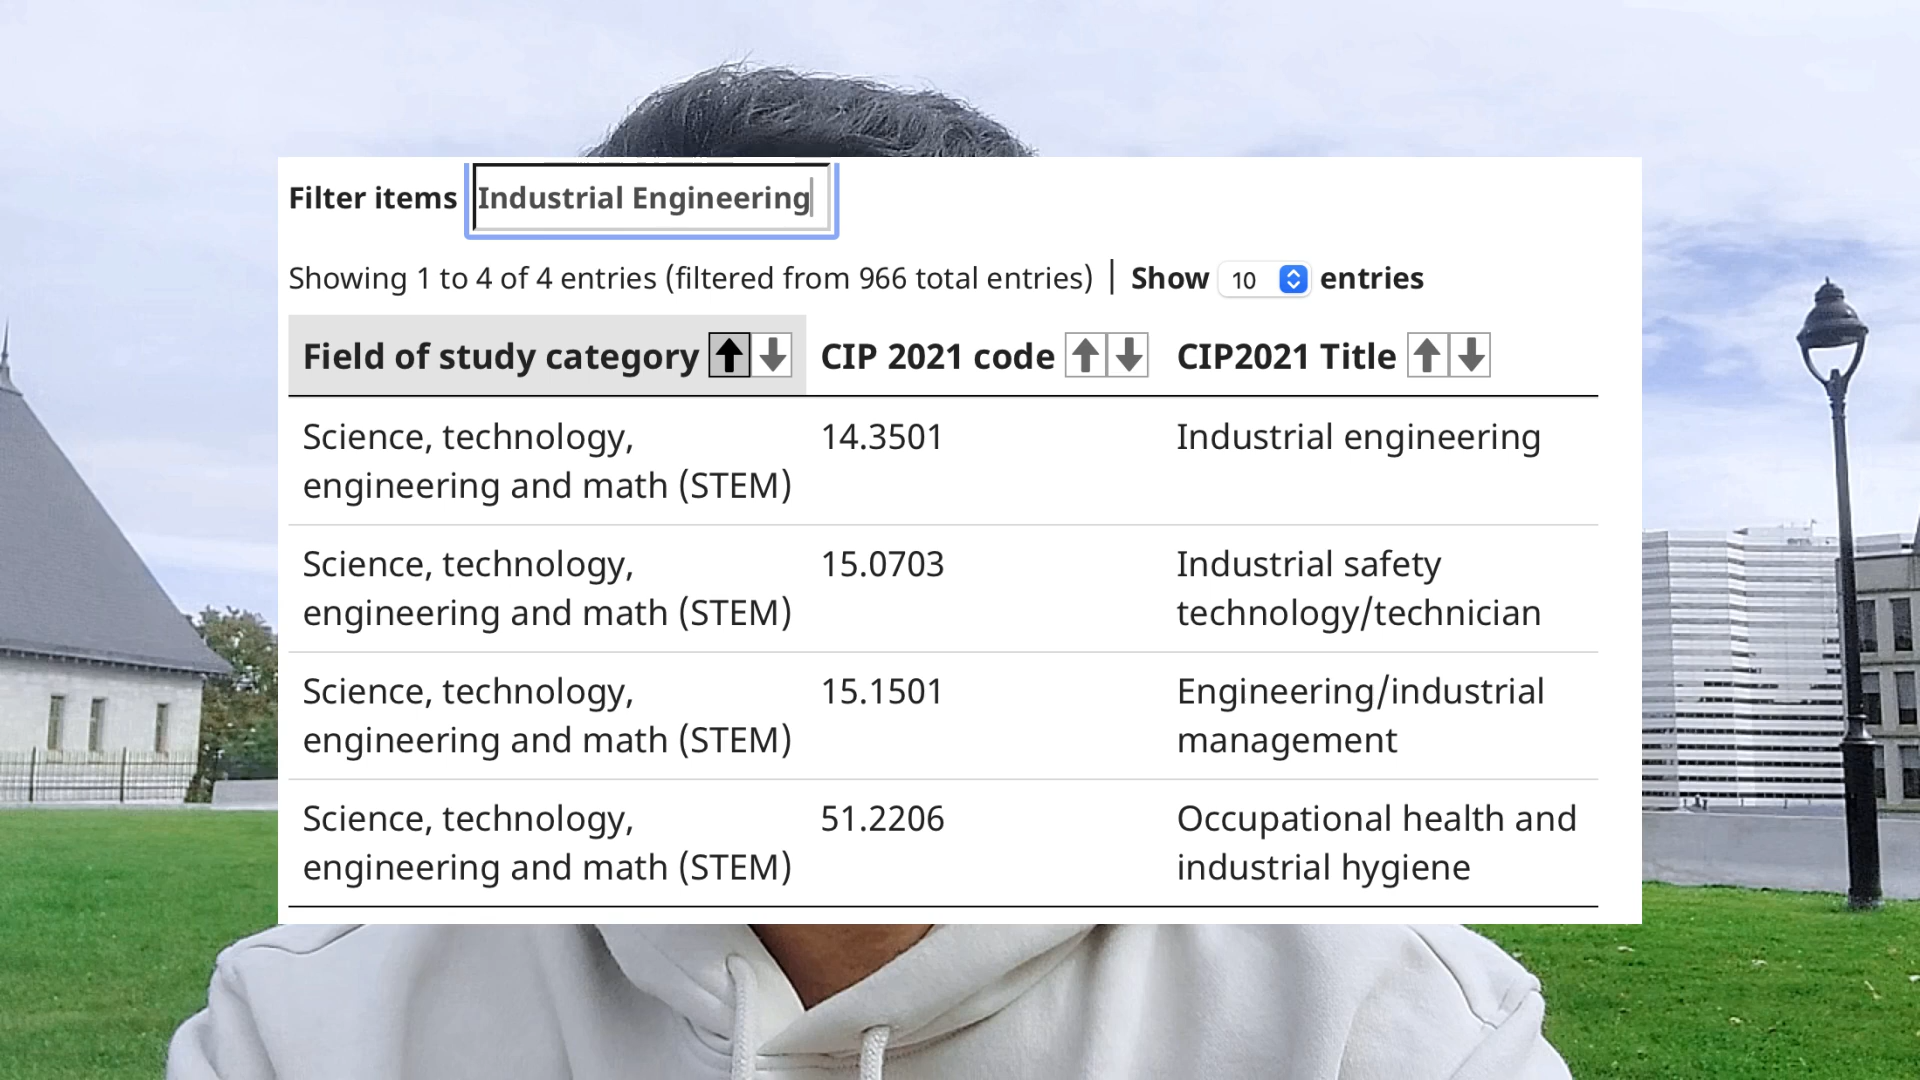 Filter items Industrial Engineering
Showing 1 to 4 of 4 entries (filtered from 966 total entries) | Show 10 entries
Field of study category CIP 2021 code CIP2021 Title
Science, technology, 14.3501 Industrial engineering
engineering and math (STEM)
Science, technology, 15.0703 Industrial safety
engineering and math (STEM) technology/technician
Science, technology, 15.1501 Engineering/industrial
engineering and math (STEM) management
Science, technology, 51.2206 Occupational health and
engineering and math (STEM) industrial hygiene